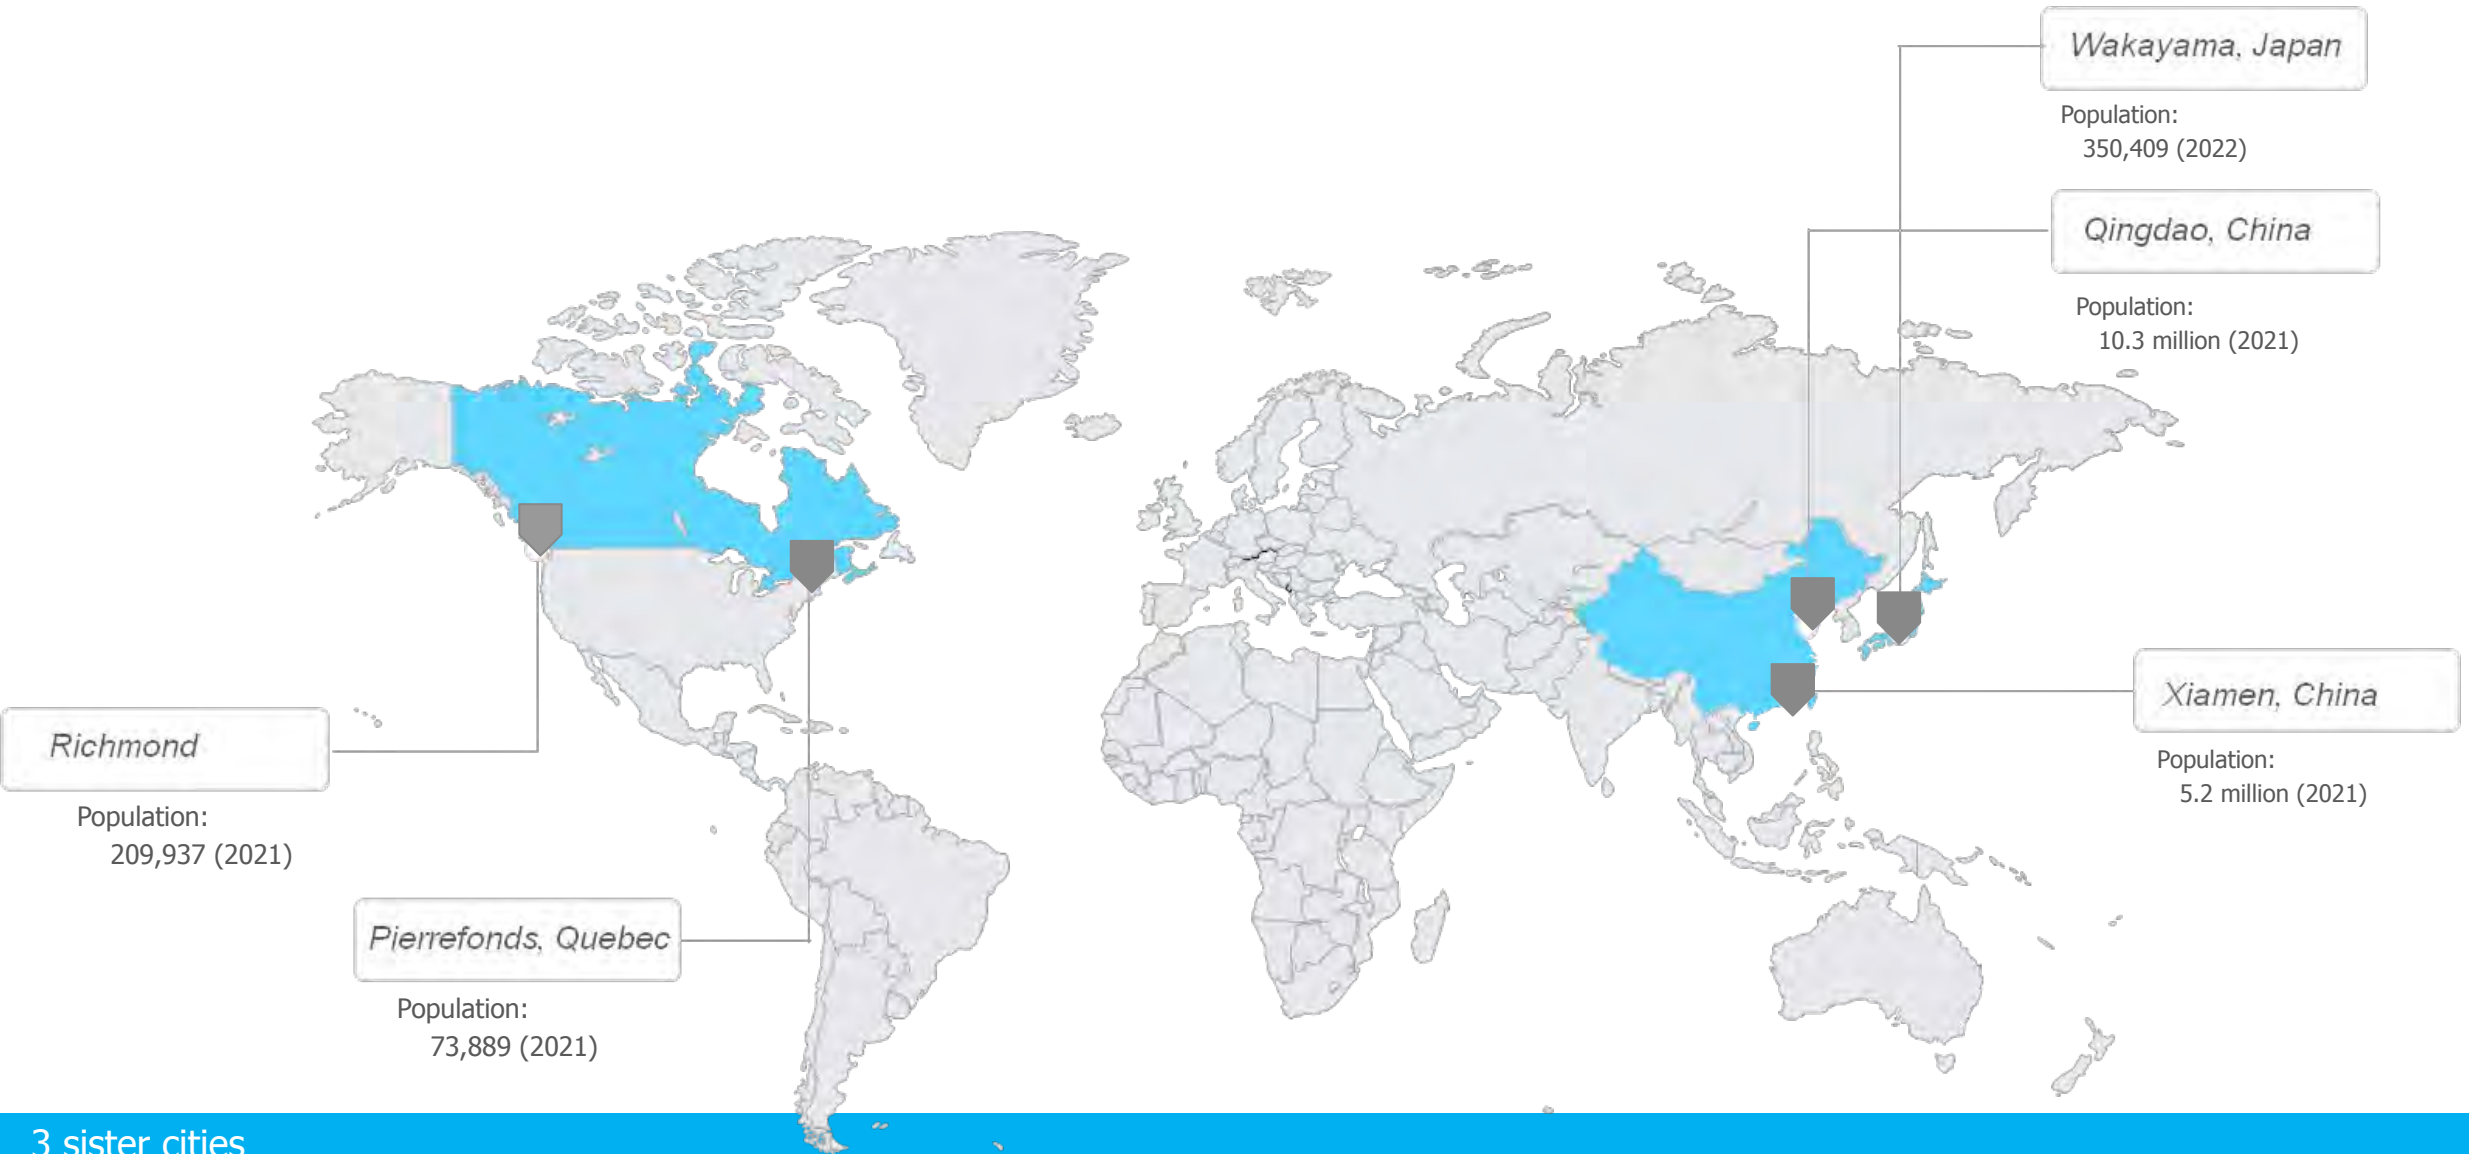 Wakayama, Japan
Population:
350,409 (2022)
Qingdao, China
Population:
10.3 million (2021)
Xiamen, China
Population:
5.2 million (2021)
Richmond
Population:
209,937 (2021)
Pierrefonds, Quebec
Population:
73,889 (2021)
3 sister cities